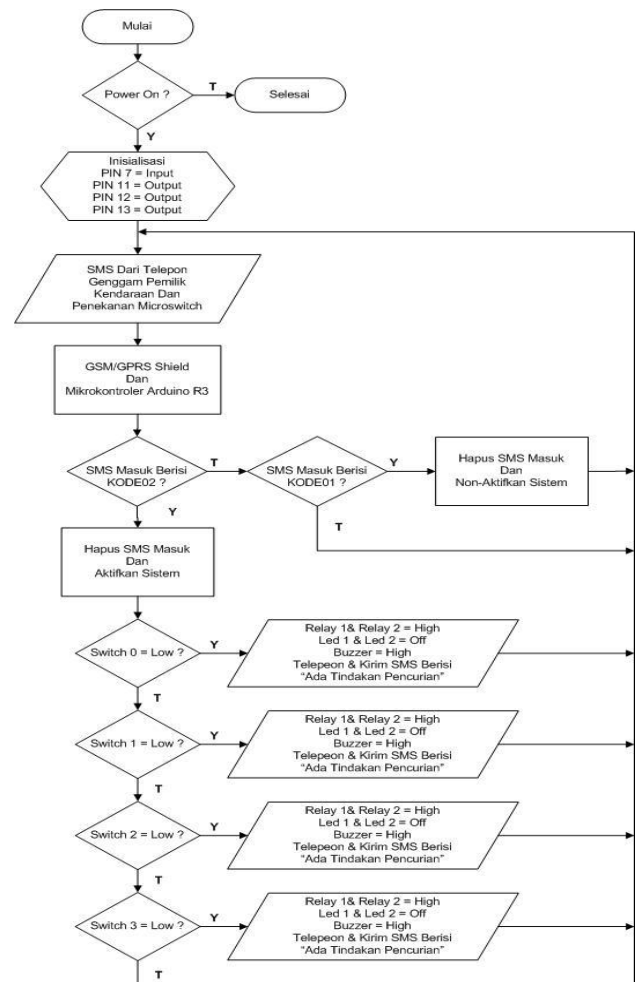 Mulai
Power On ?
T
Selesai
Y
Inisialisasi
PIN 7 = Input
PIN 11 = Output
PIN 12 = Output
PIN 13 = Output
SMS Dari Telepon
Genggam Pemilik
Kendaraan Dan
Penekanan Microswitch
GSM/GPRS Shield
Dan
Mikrokontroler Arduino R3
SMS Masuk Berisi
KODE02 ?
T
SMS Masuk Berisi
KODE01 ?
Y
Hapus SMS Masuk
Dan
Non-Aktifkan Sistem
Y
T
Hapus SMS Masuk
Dan
Aktifkan Sistem
Switch 0 = Low ?
Y
Relay 1& Relay 2 = High
Led 1 & Led 2 = Off
Buzzer = High
Telepeon & Kirim SMS Berisi
“Ada Tindakan Pencurian”
T
Switch 1 = Low ?
Y
Relay 1& Relay 2 = High
Led 1 & Led 2 = Off
Buzzer = High
Telepeon & Kirim SMS Berisi
“Ada Tindakan Pencurian”
T
Switch 2 = Low ?
Y
Relay 1& Relay 2 = High
Led 1 & Led 2 = Off
Buzzer = High
Telepeon & Kirim SMS Berisi
“Ada Tindakan Pencurian”
T
Switch 3 = Low ?
Y
Relay 1& Relay 2 = High
Led 1 & Led 2 = Off
Buzzer = High
Telepeon & Kirim SMS Berisi
“Ada Tindakan Pencurian”
T